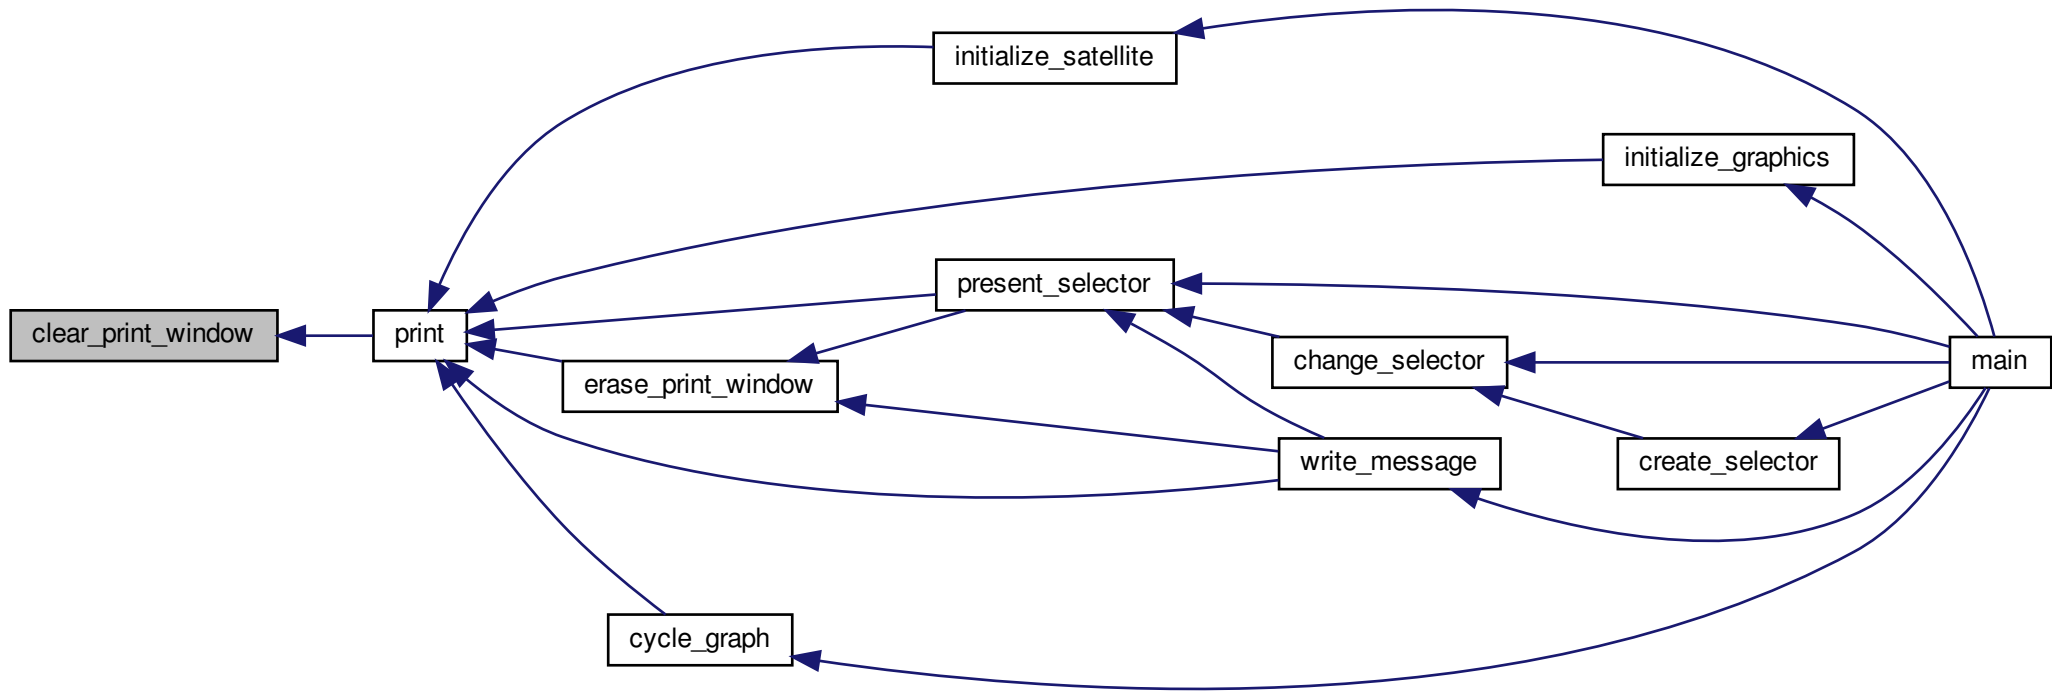 initialize_satellite
initialize_graphics
present_selector
clear_print_window
print
change_selector
main
erase_print_window
write_message
create_selector
cycle_graph